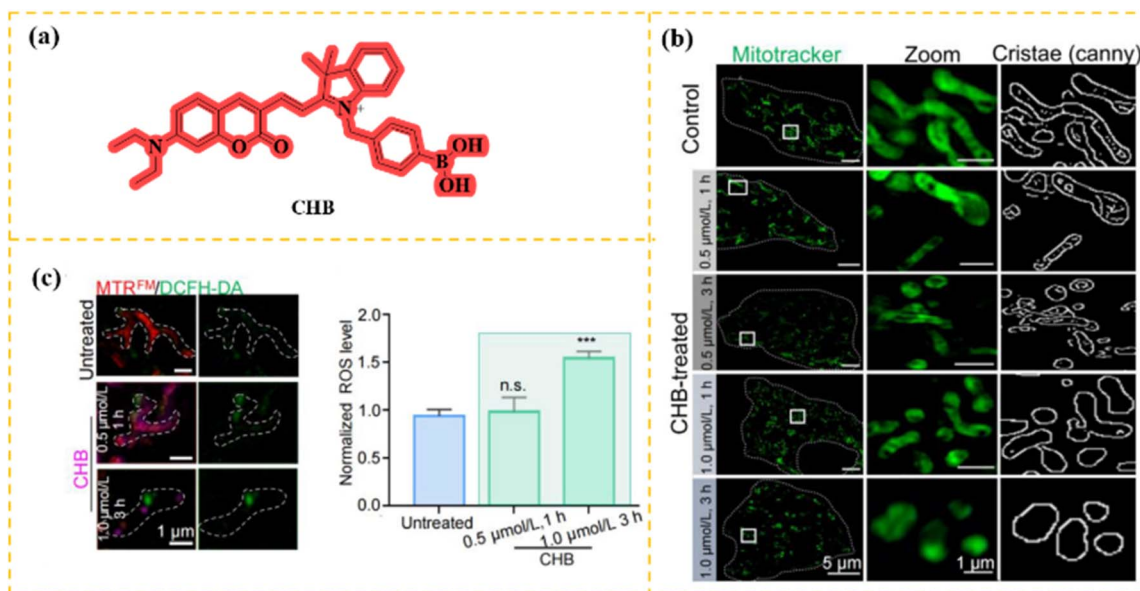 (a)
N
O
O
N
+
B
OH
OH
CHB
(b)
Mitotracker
Zoom
Cristae (canny)
Control
CHB-treated
0.5 µmol/L, 1 h
0.5 µmol/L, 3 h
1.0 µmol/L, 1 h
1.0 µmol/L, 3 h
5 µm
1 µm
(c)
MTRFM/DCFH-DA
Untreated
CHB
0.5 µmol/L
1 h
1.0 µmol/L
3 h
1 µm
Normalized ROS level
2.0
1.5
1.0
0.5
0.0
n.s.
***
Untreated
0.5 µmol/L,1 h
1.0 µmol/L 3 h
CHB